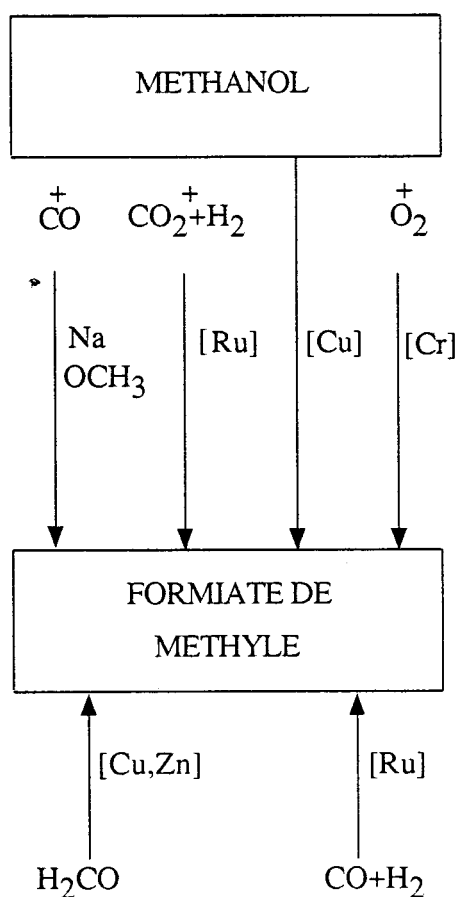 METHANOL
+ + +
CO CO2+H2 O2
Na [Ru] [Cu] [Cr]
OCH3
FORMIATE DE
METHYLE
[Cu,Zn] [Ru]
H2CO CO+H2